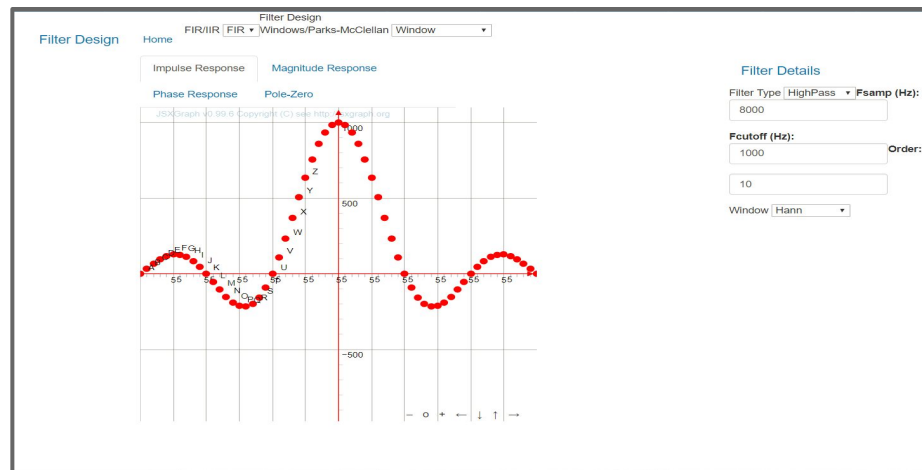 Filter Design
Filter Design Home FIR/IIR FIR Windows/Parks-McClellan Window
Impulse Response Magnitude Response
Phase Response Pole-Zero
JSXGraph v0.99.6 Copyright (C) see http://jsxgraph.org
1000
500
55 55 55 55 55 55 55 55 55 55
−500
E F G H I J K L M N O
R S U V W X Y Z
− o + ← ↓ ↑ →
Filter Details
Filter Type HighPass Fsamp (Hz):
8000
Fcutoff (Hz):
1000 Order:
10
Window Hann